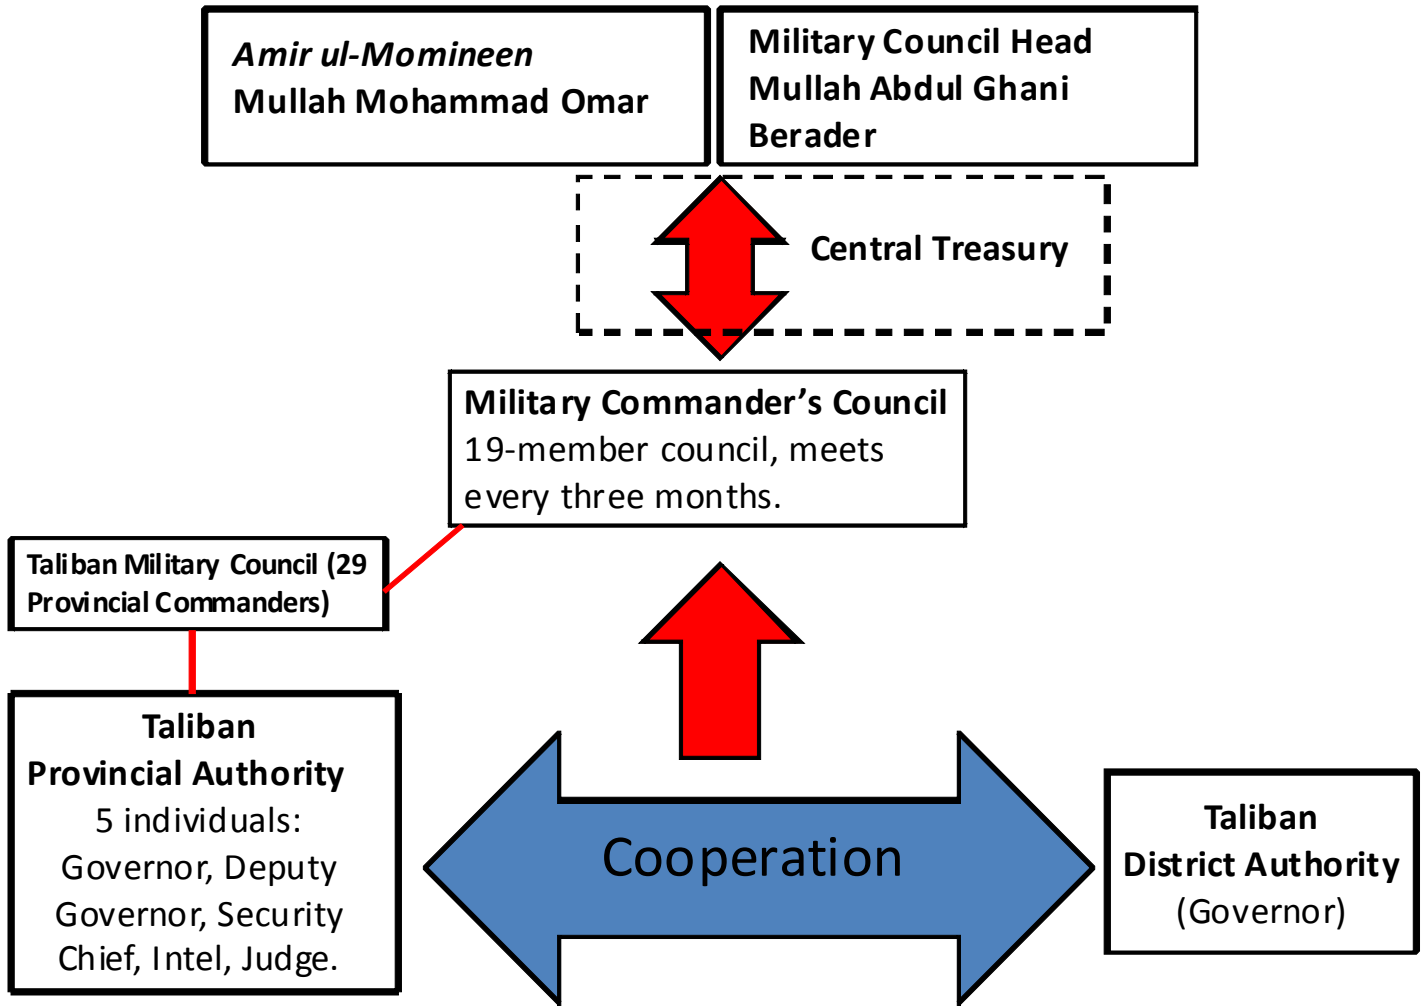 Amir ul-Momineen
Mullah Mohammad Omar
Military Council Head
Mullah Abdul Ghani
Berader
Central Treasury
Military Commander’s Council
19-member council, meets
every three months.
Taliban Military Council (29
Provincial Commanders)
Taliban
Provincial Authority
5 individuals:
Governor, Deputy
Governor, Security
Chief, Intel, Judge.
Cooperation
Taliban
District Authority
(Governor)